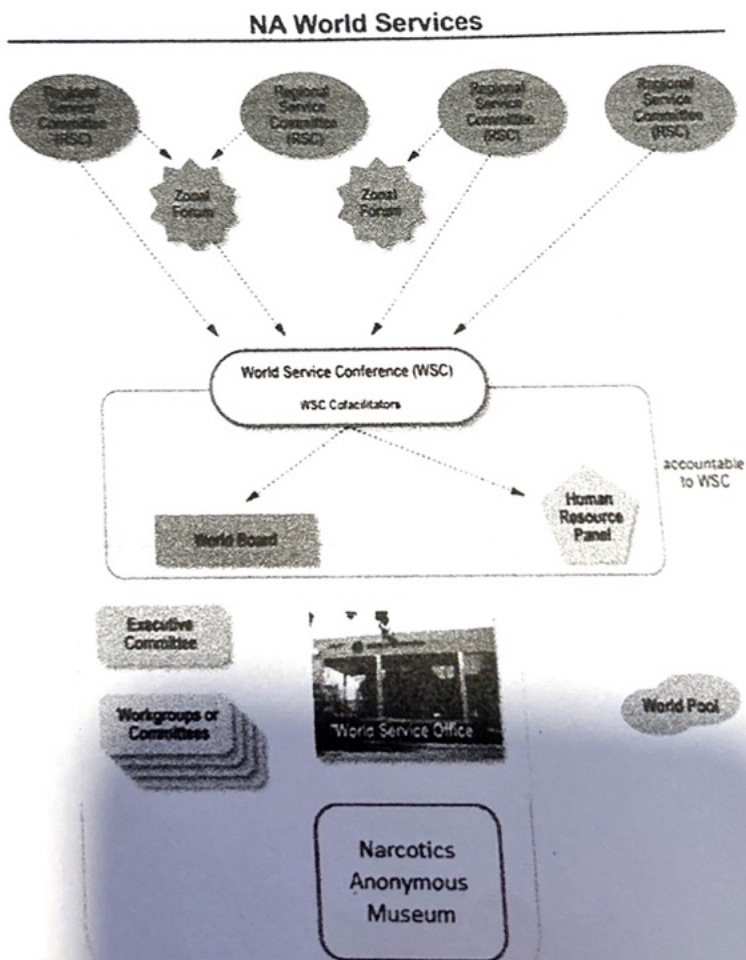 NA World Services
Regional
Service
Committee
(RSC)
Regional
Service
Committee
(RSC)
Regional
Service
Committee
(RSC)
Regional
Service
Committee
(RSC)
Zonal
Forum
Zonal
Forum
World Service Conference (WSC)
WSC Cofacilitators
accountable
to WSC
World Board
Human
Resource
Panel
Executive
Committee
World Service Office
Workgroups or
Committees
World Pool
Narcotics
Anonymous
Museum